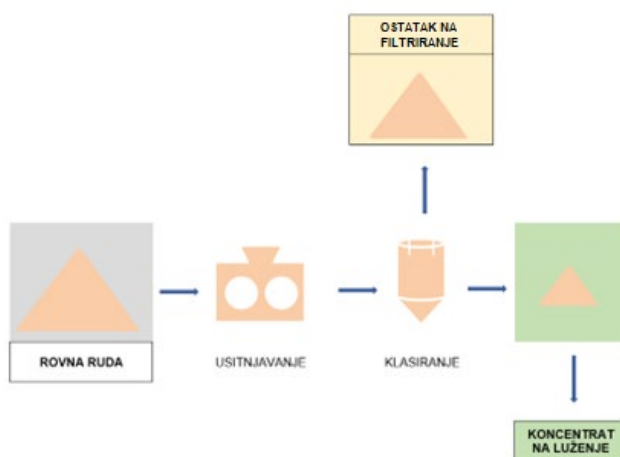 OSTATAK NA
FILTRIRANJE
ROVNA RUDA
USITNJAVANJE
KLASIRANJE
KONCENTRAT
NA LUŽENJE